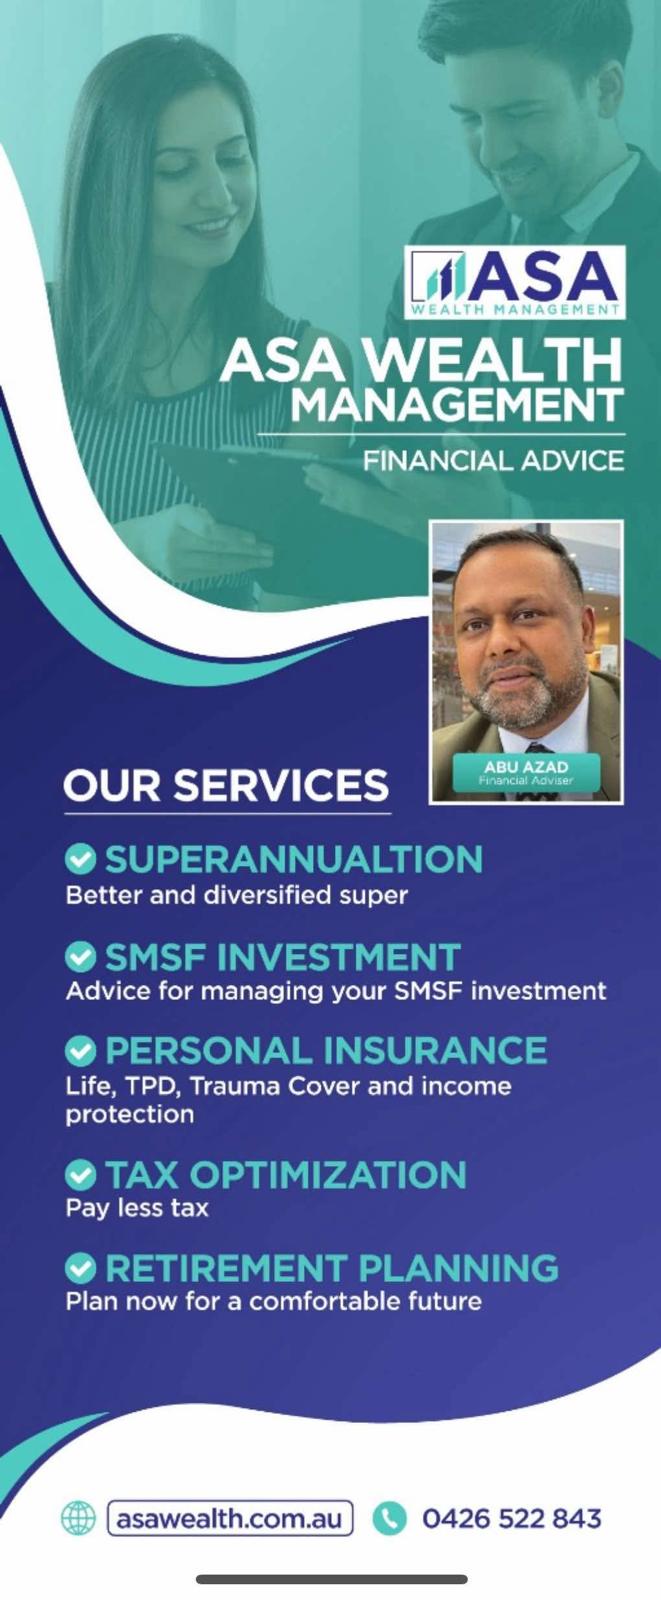 ASA
WEALTH MANAGEMENT
ASA WEALTH
MANAGEMENT
FINANCIAL ADVICE
ABU AZAD
Financial Adviser
OUR SERVICES
SUPERANNUALTION
Better and diversified super
SMSF INVESTMENT
Advice for managing your SMSF investment
PERSONAL INSURANCE
Life, TPD, Trauma Cover and income
protection
TAX OPTIMIZATION
Pay less tax
RETIREMENT PLANNING
Plan now for a comfortable future
asawealth.com.au
0426 522 843